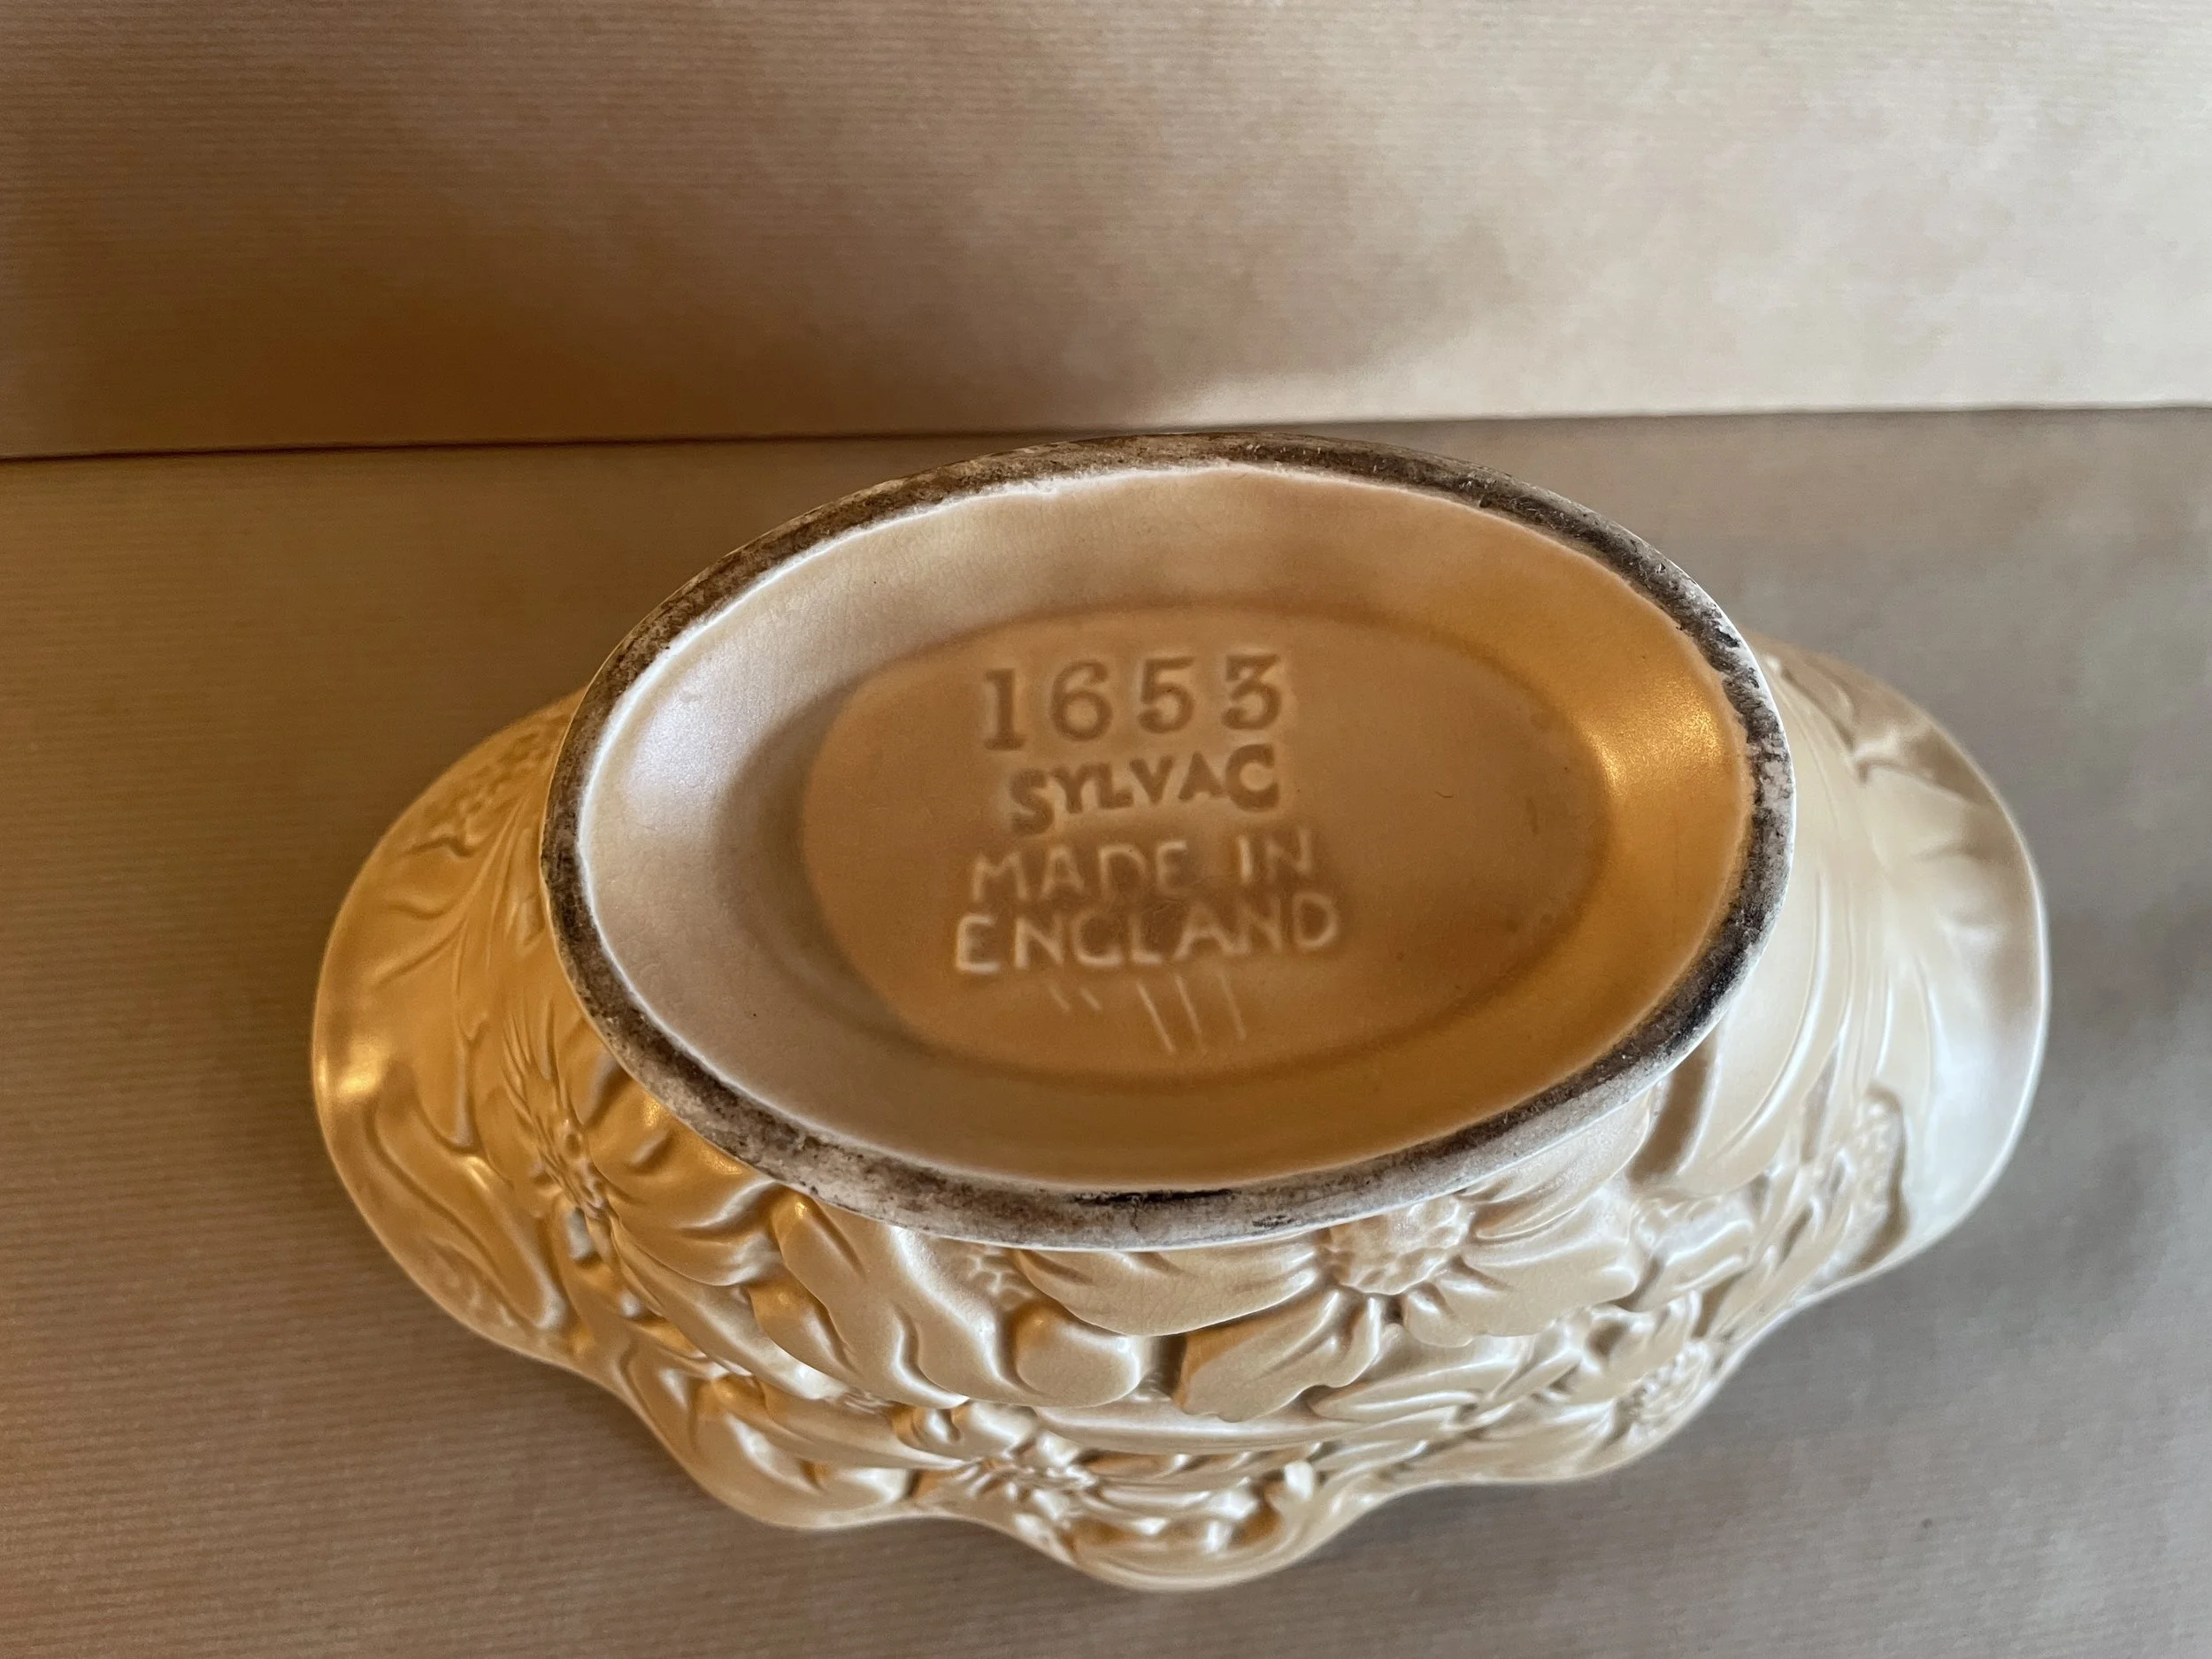 1653
SYLVAC
MADE IN
ENGLAND